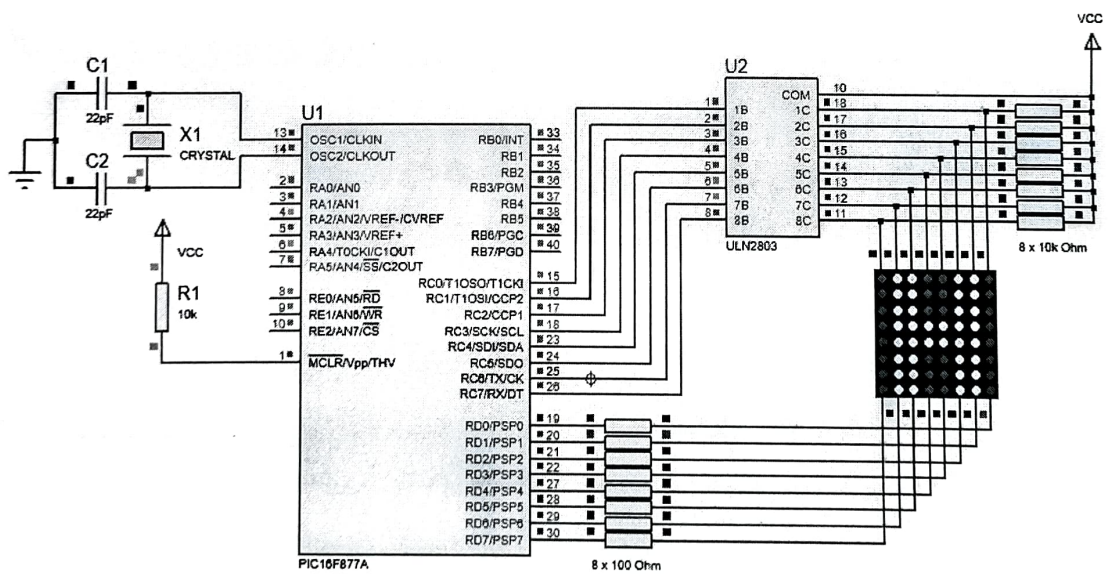 VCC
C1
22pF
X1
CRYSTAL
C2
22pF
VCC
R1
10k
U1
13 OSC1/CLKIN
14 OSC2/CLKOUT
2 RA0/AN0
3 RA1/AN1
4 RA2/AN2/VREF-/CVREF
5 RA3/AN3/VREF+
6 RA4/T0CKI/C1OUT
7 RA5/AN4/SS/C2OUT
8 RE0/AN5/RD
9 RE1/AN6/WR
10 RE2/AN7/CS
1 MCLR/Vpp/THV
RB0/INT 33
RB1 34
RB2 35
RB3/PGM 36
RB4 37
RB5 38
RB6/PGC 39
RB7/PGD 40
RC0/T1OSO/T1CKI 15
RC1/T1OSI/CCP2 16
RC2/CCP1 17
RC3/SCK/SCL 18
RC4/SDI/SDA 23
RC5/SDO 24
RC6/TX/CK 25
RC7/RX/DT 26
RD0/PSP0 19
RD1/PSP1 20
RD2/PSP2 21
RD3/PSP3 22
RD4/PSP4 27
RD5/PSP5 28
RD6/PSP6 29
RD7/PSP7 30
PIC16F877A
8 x 100 Ohm
U2
COM 10
1 1B 1C 18
2 2B 2C 17
3 3B 3C 16
4 4B 4C 15
5 5B 5C 14
6 6B 6C 13
7 7B 7C 12
8 8B 8C 11
ULN2803
8 x 10k Ohm